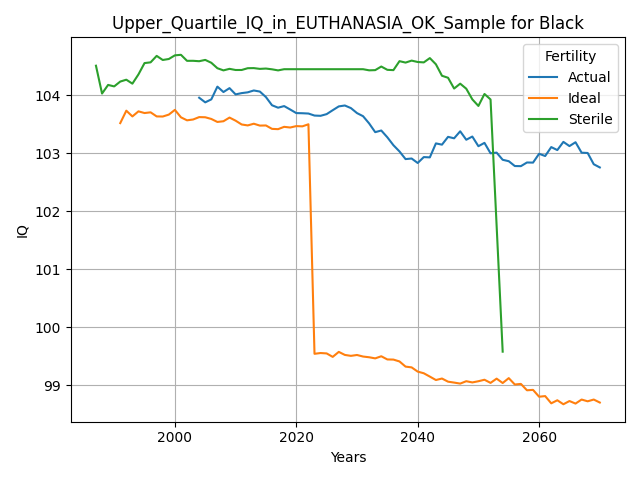 Upper_Quartile_IQ_in_EUTHANASIA_OK_Sample for Black
Fertility
Actual
Ideal
Sterile
IQ
104
103
102
101
100
99
2000
2020
2040
2060
Years